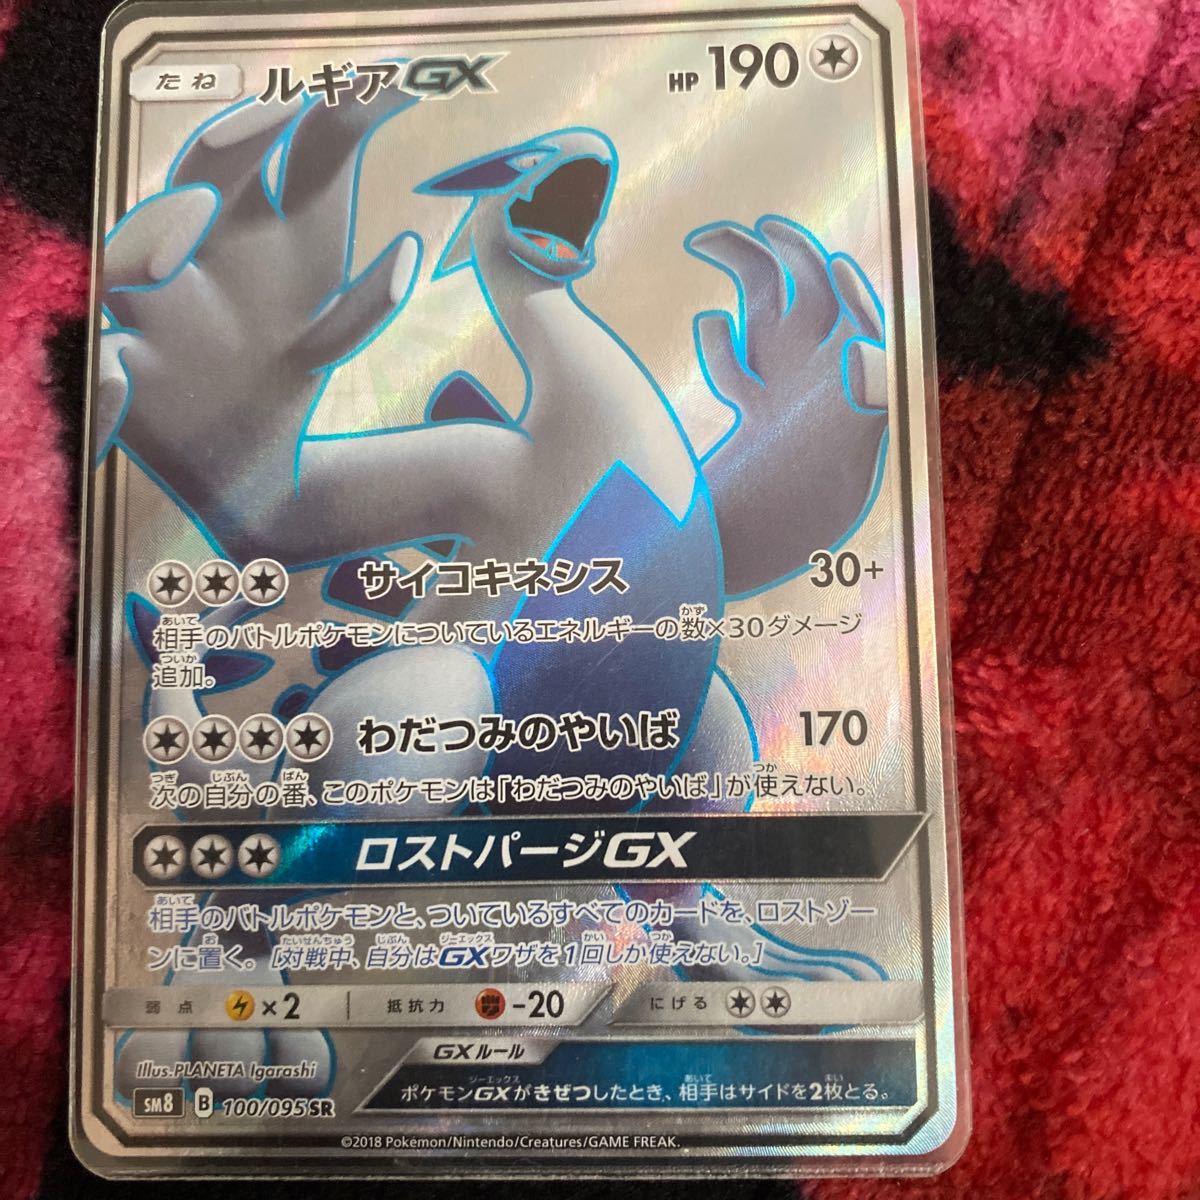 たね ルギアGX HP 190
サイコキネシス 30+
相手のバトルポケモンについているエネルギーの数×30ダメージ
追加。
わだつみのやいば 170
次の自分の番、このポケモンは「わだつみのやいば」が使えない。
ロストパージGX
相手のバトルポケモンと、ついているすべてのカードを、ロストゾー
ンに置く。[対戦中、自分はGXワザを1回しか使えない。]
弱点 ×2 抵抗力 -20 にげる
GXルール
Illus.PLANETA Igarashi
ポケモンGXがきぜつしたとき、相手はサイドを2枚とる。
SM8 B 100/095 SR
©2018 Pokémon/Nintendo/Creatures/GAME FREAK.